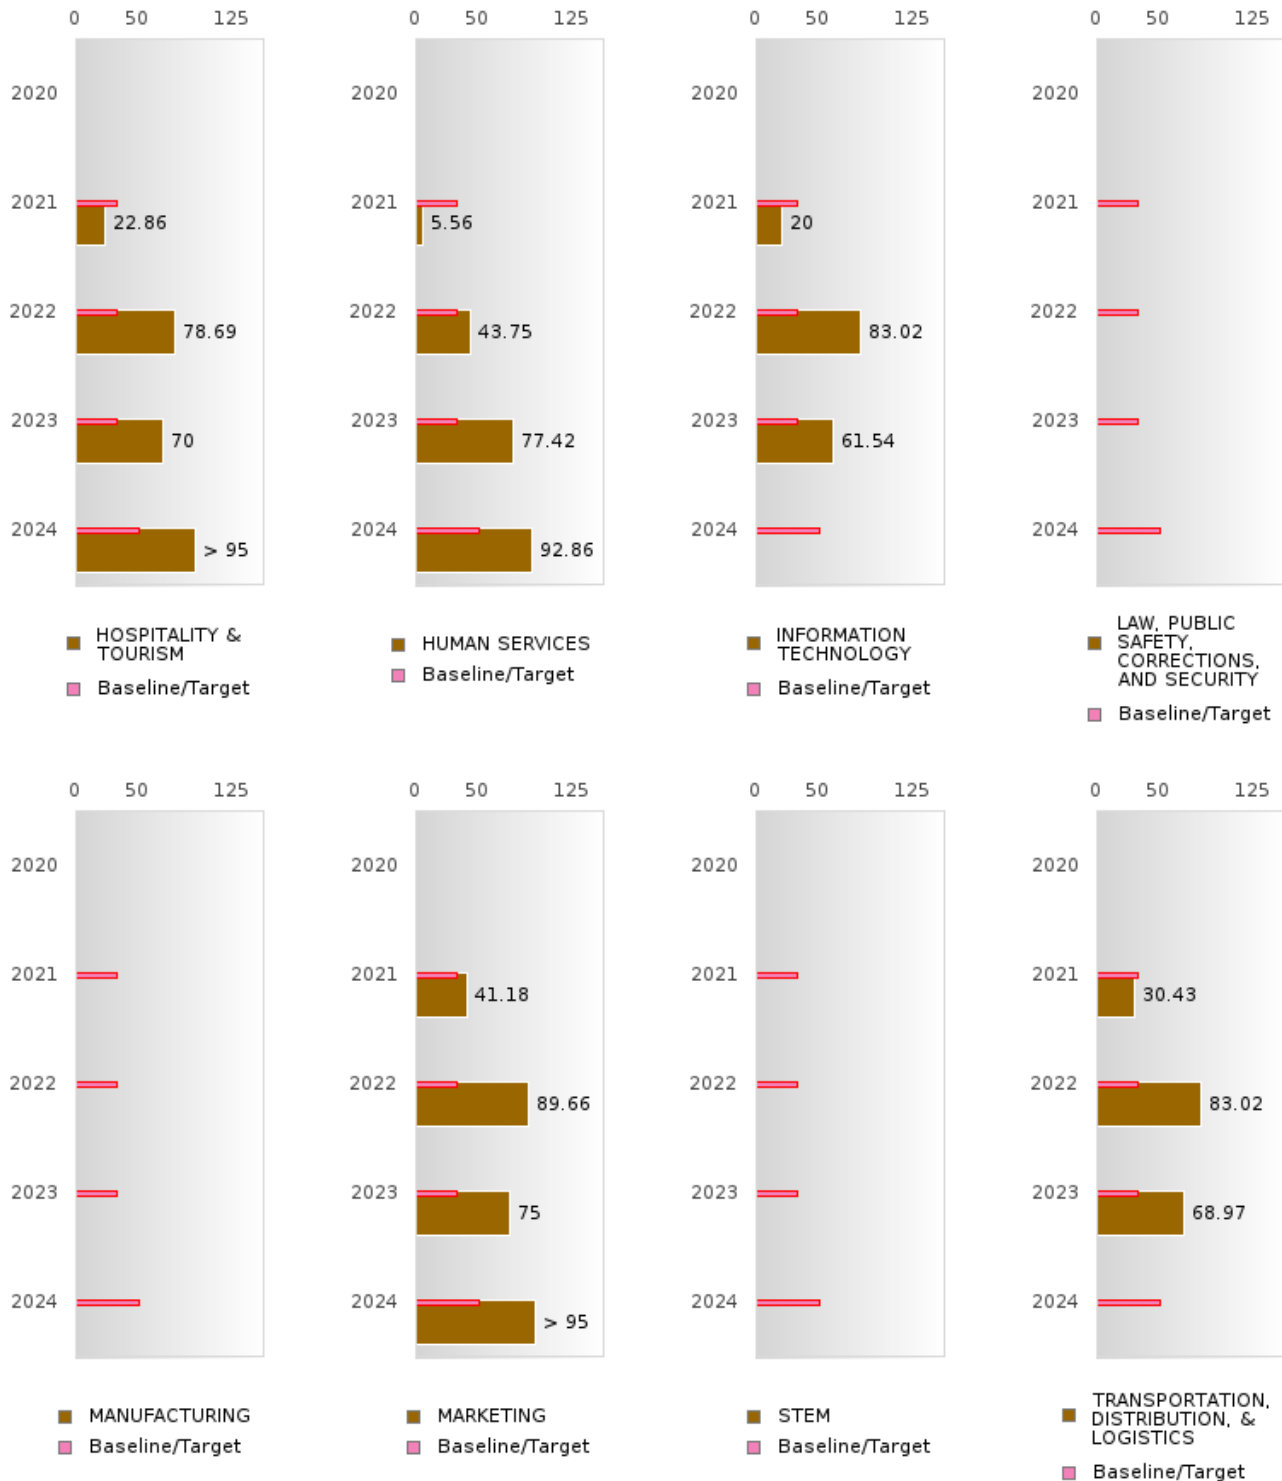 0 50 125
2020
2021
22.86
2022
78.69
2023
70
2024
> 95
HOSPITALITY &
TOURISM
Baseline/Target
0 50 125
2020
2021
5.56
2022
43.75
2023
77.42
2024
92.86
HUMAN SERVICES
Baseline/Target
0 50 125
2020
2021
20
2022
83.02
2023
61.54
2024
INFORMATION
TECHNOLOGY
Baseline/Target
0 50 125
2020
2021
2022
2023
2024
LAW, PUBLIC
SAFETY,
CORRECTIONS,
AND SECURITY
Baseline/Target
0 50 125
2020
2021
2022
2023
2024
MANUFACTURING
Baseline/Target
0 50 125
2020
2021
41.18
2022
89.66
2023
75
2024
> 95
MARKETING
Baseline/Target
0 50 125
2020
2021
2022
2023
2024
STEM
Baseline/Target
0 50 125
2020
2021
30.43
2022
83.02
2023
68.97
2024
TRANSPORTATION,
DISTRIBUTION, &
LOGISTICS
Baseline/Target